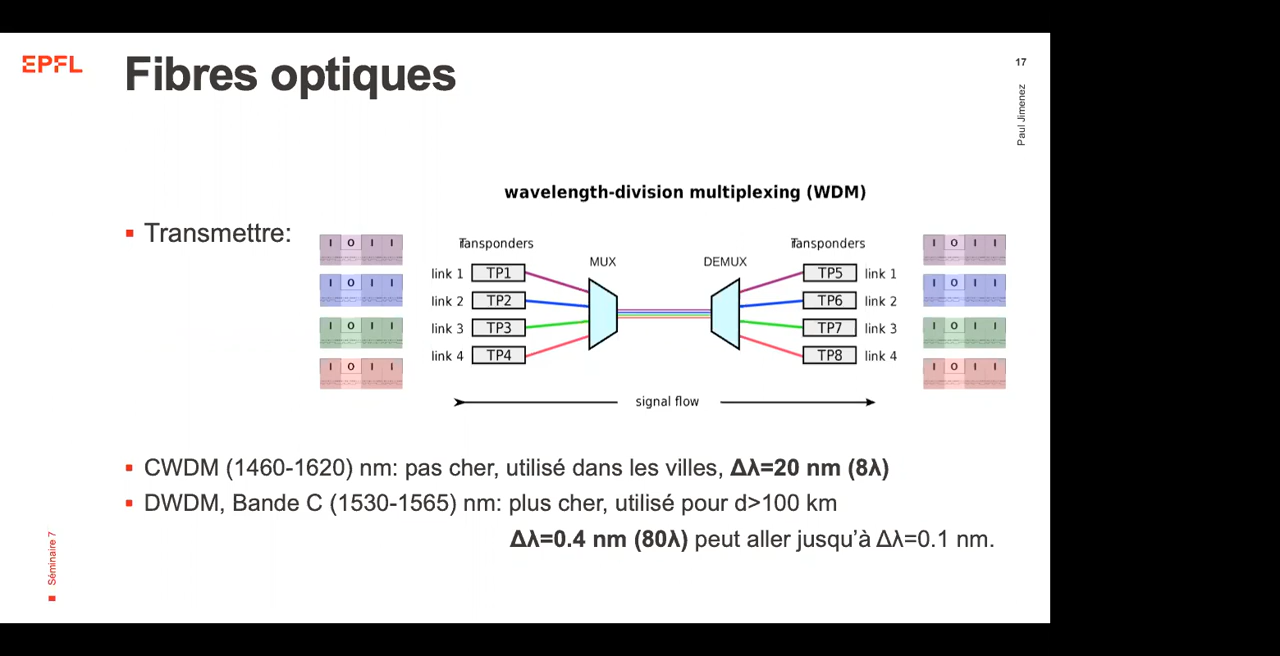 EPFL
Fibres optiques
17
Paul Jimenez
wavelength-division multiplexing (WDM)
Transmettre:
I O I I
I O I I
I O I I
I O I I
Transponders
MUX
DEMUX
Transponders
link 1 TP1
link 2 TP2
link 3 TP3
link 4 TP4
TP5 link 1
TP6 link 2
TP7 link 3
TP8 link 4
I O I I
I O I I
I O I I
I O I I
signal flow
CWDM (1460-1620) nm: pas cher, utilisé dans les villes, Δλ=20 nm (8λ)
DWDM, Bande C (1530-1565) nm: plus cher, utilisé pour d>100 km
Δλ=0.4 nm (80λ) peut aller jusqu'à Δλ=0.1 nm.
Séminaire 7